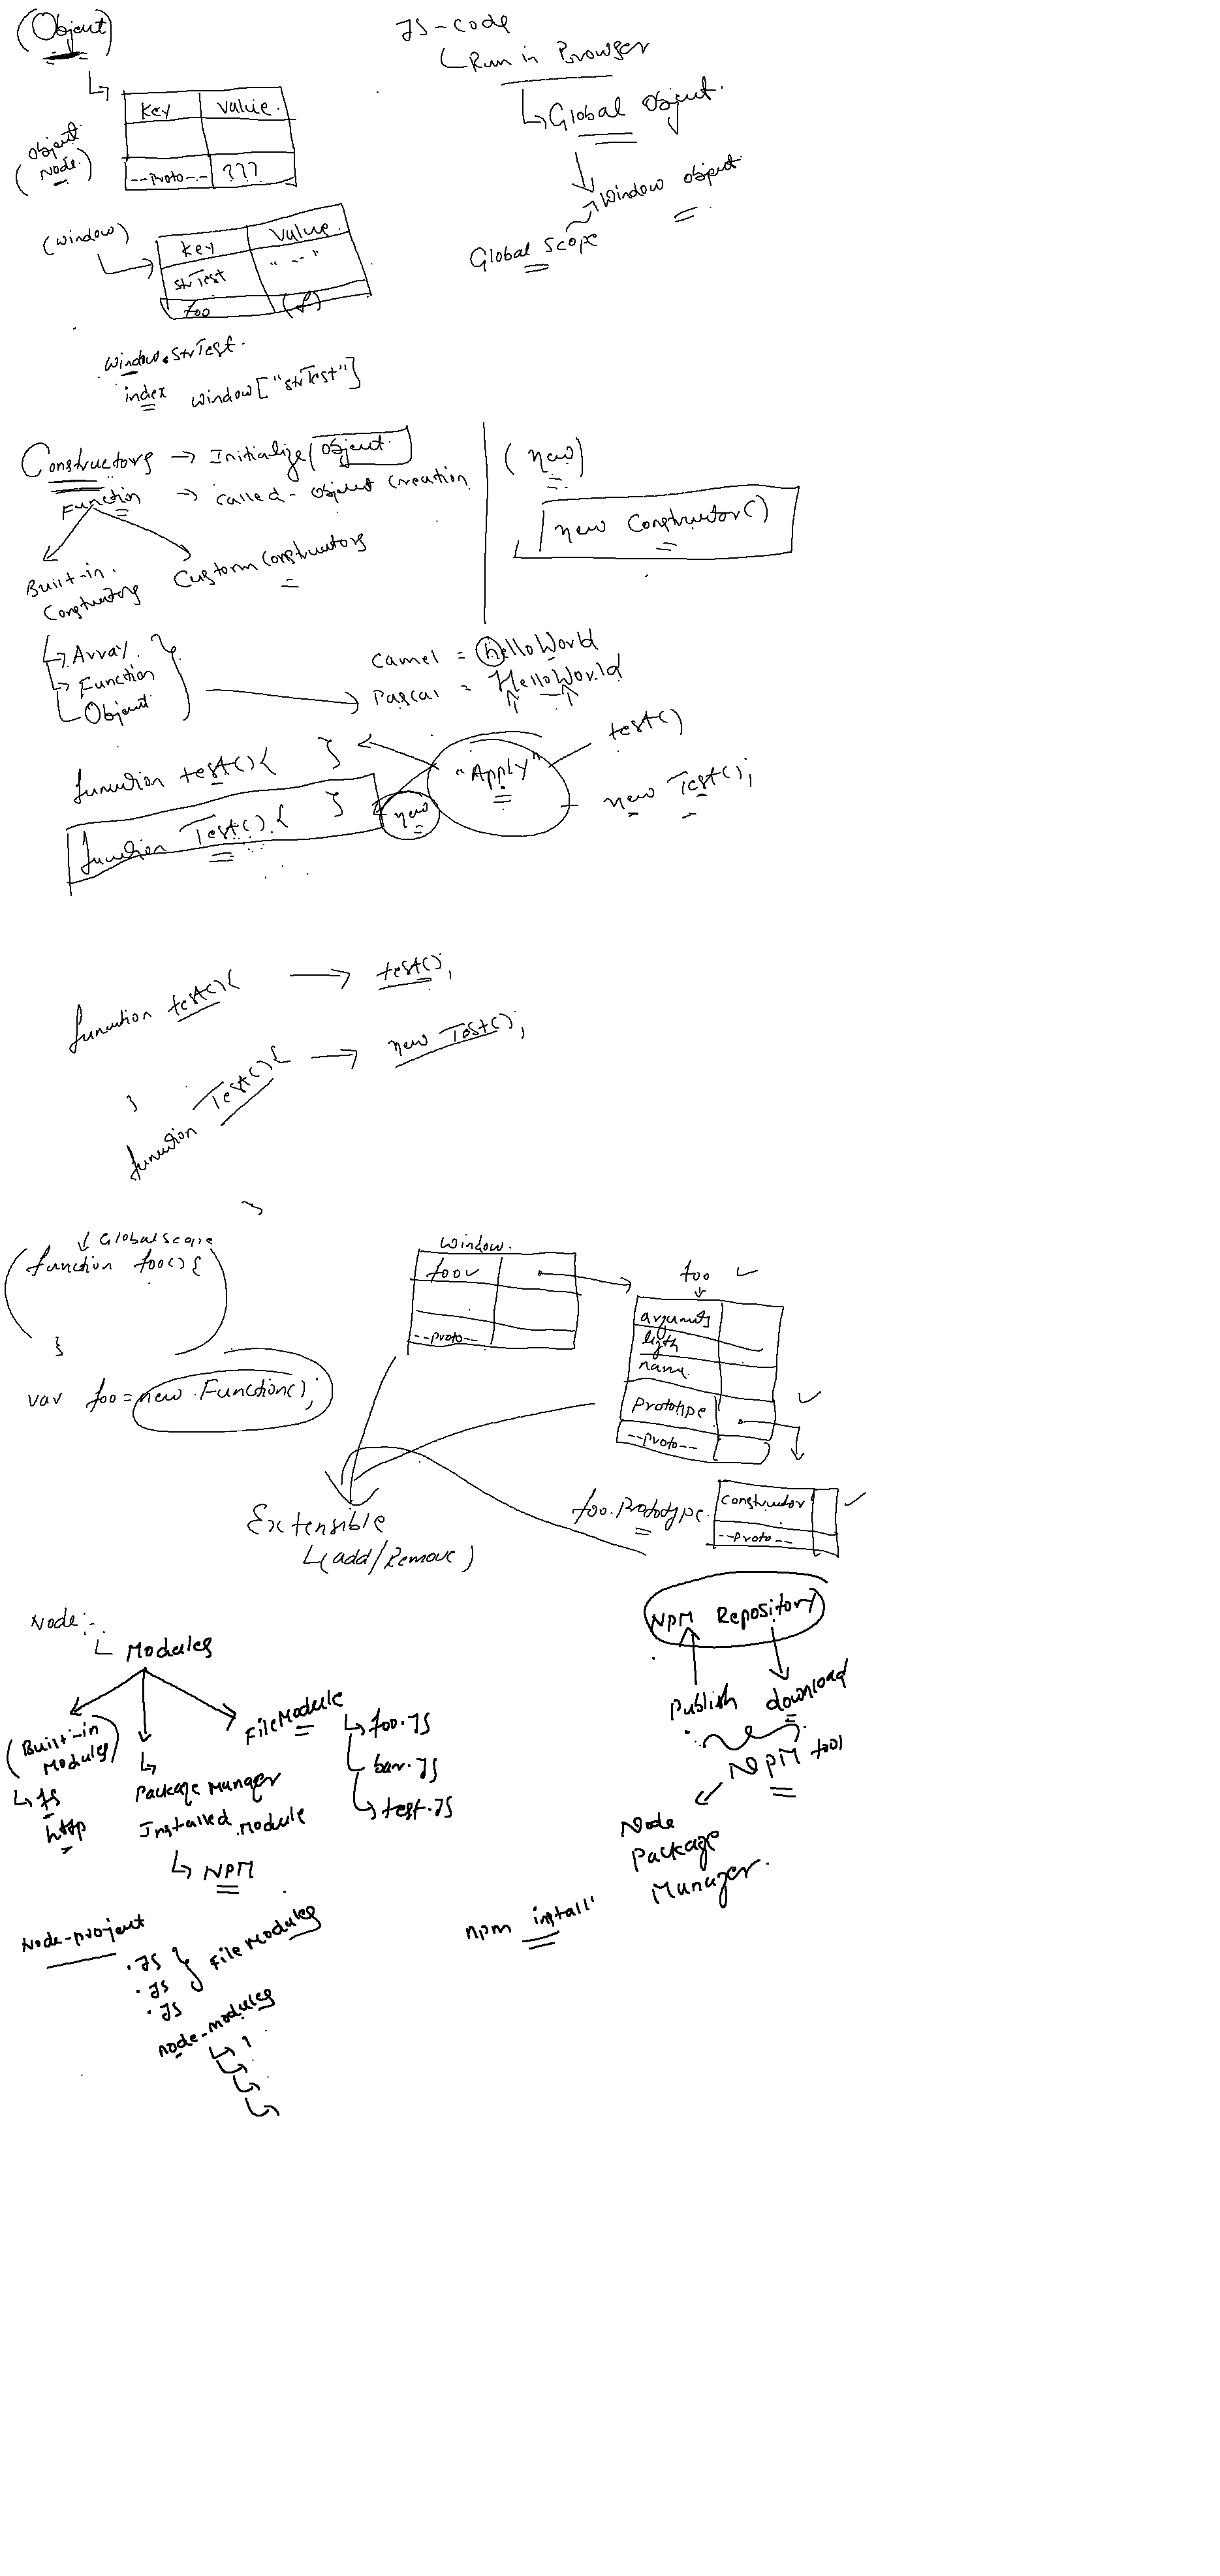 (Object)
JS-code
Run in Browser
Global Object.
Window object
Global Scope
Key Value.
(Object Node.)
--proto-- ???
(window)
Key Value.
strTest "--"
foo (f)
Window.strTest.
index window["strTest"]
Constructors → Initialize/Object.
Function → called - object creation
(new)
new Constructor()
Built-in. Constructors
Custom Constructors
Array.
Function
Object
Camel = helloWorld
Pascal = HelloWorld
function test(){ }
"Apply"
test()
function Test(){ }
new
new Test();
function test(){ → test();
}
function Test(){ → new Test();
}
Global Scope
function foo(){
}
var foo = new Function();
Window.
foo
--proto--
foo
arguments
name
Prototype
--proto--
foo.Prototype.
Constructor
--proto--
Extensible
(add/Remove)
Node:-
Modules
(Built-in Modules)
fs
http
Package Manger
Installed Module
NPM
File Module
foo.JS
bar.JS
test.JS
NPM Repository
Publish download
NPM tool
Node
Package
Manager.
npm install
Node-project
.JS
.JS
.JS
File Modules
node-modules